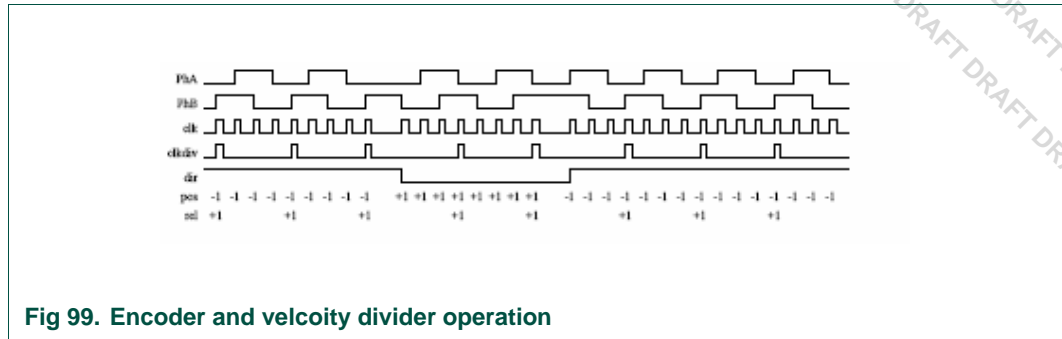 DRAFT DRAFT DRA
DRAFT
PhA
PhB
clk
clkdiv
dir
pos -1 -1 -1 -1 -1 -1 -1 -1 -1 +1 +1 +1 +1 +1 +1 +1 +1 -1 -1 -1 -1 -1 -1 -1 -1 -1 -1 -1 -1 -1 -1 -1
vel +1 +1 +1 +1 +1 +1 +1 +1
Fig 99. Encoder and velcoity divider operation